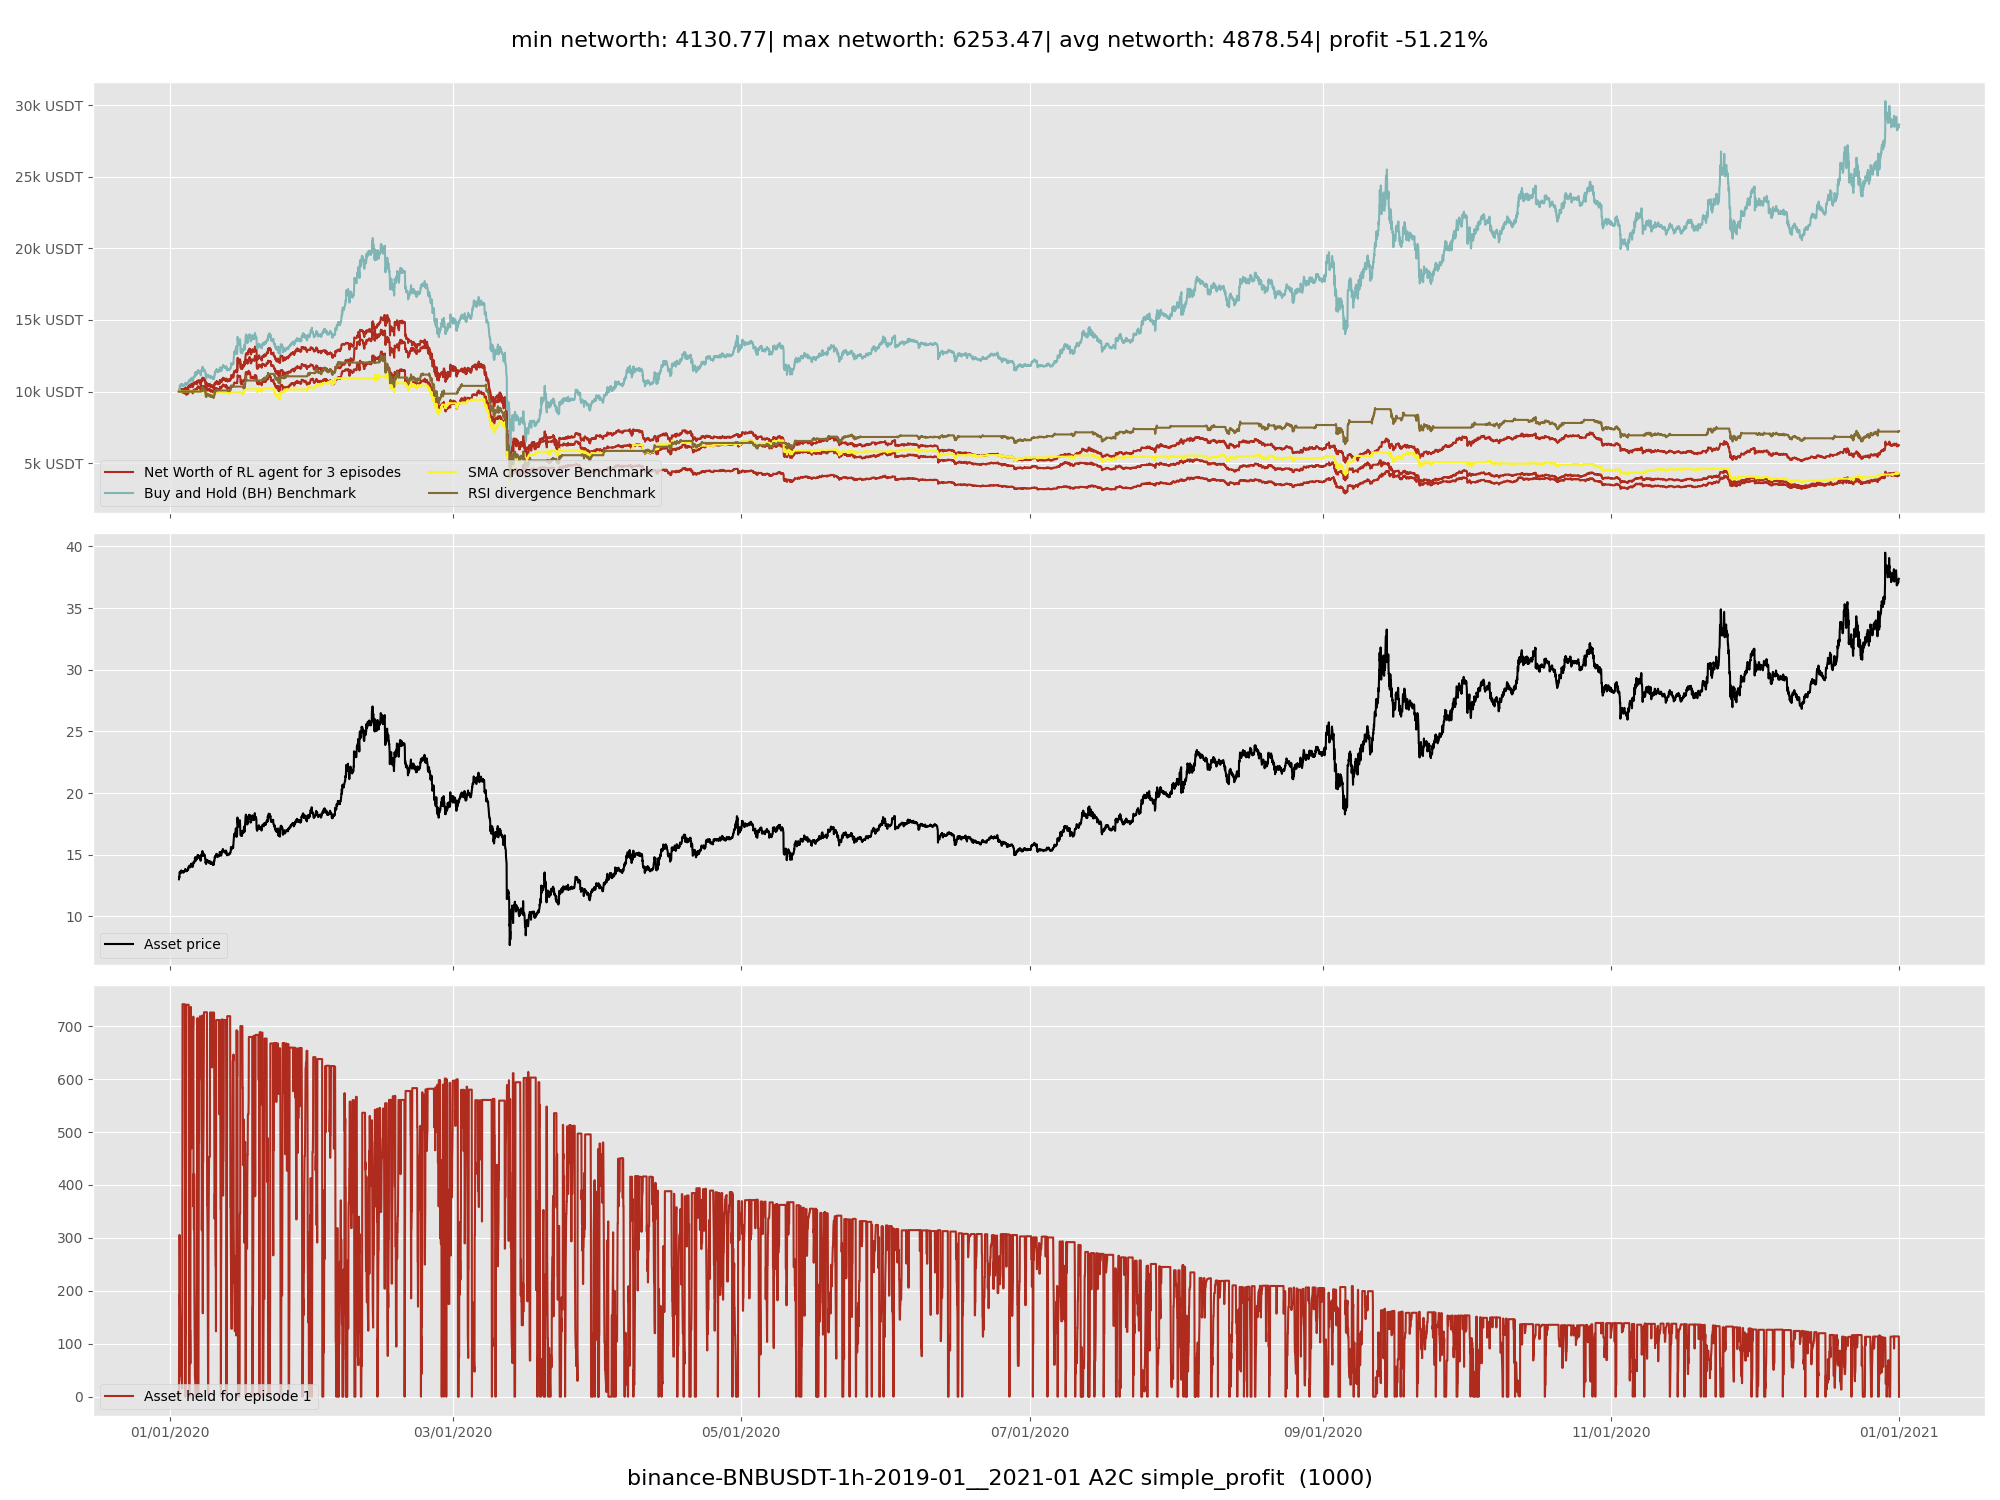 min networth: 4130.77| max networth: 6253.47| avg networth: 4878.54| profit -51.21%
30k USDT
25k USDT
20k USDT
15k USDT
10k USDT
5k USDT
Net Worth of RL agent for 3 episodes
Buy and Hold (BH) Benchmark
SMA crossover Benchmark
RSI divergence Benchmark
40
35
30
25
20
15
10
Asset price
700
600
500
400
300
200
100
0
Asset held for episode 1
01/01/2020 03/01/2020 05/01/2020 07/01/2020 09/01/2020 11/01/2020 01/01/2021
binance-BNBUSDT-1h-2019-01__2021-01 A2C simple_profit  (1000)